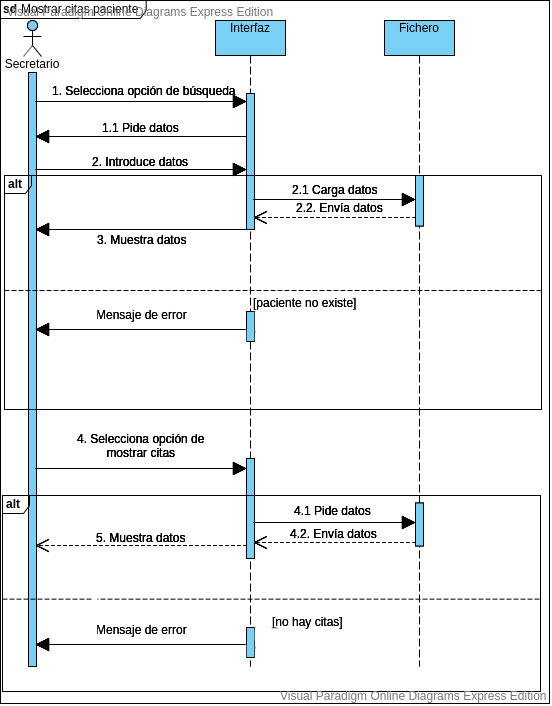 sd Mostrar citas paciente
Visual Paradigm Online Diagrams Express Edition
Interfaz
Fichero
Secretario
1. Selecciona opción de búsqueda
1.1 Pide datos
2. Introduce datos
alt
2.1 Carga datos
2.2. Envía datos
3. Muestra datos
[paciente no existe]
Mensaje de error
4. Selecciona opción de
mostrar citas
alt
4.1 Pide datos
4.2. Envía datos
5. Muestra datos
[no hay citas]
Mensaje de error
Visual Paradigm Online Diagrams Express Edition